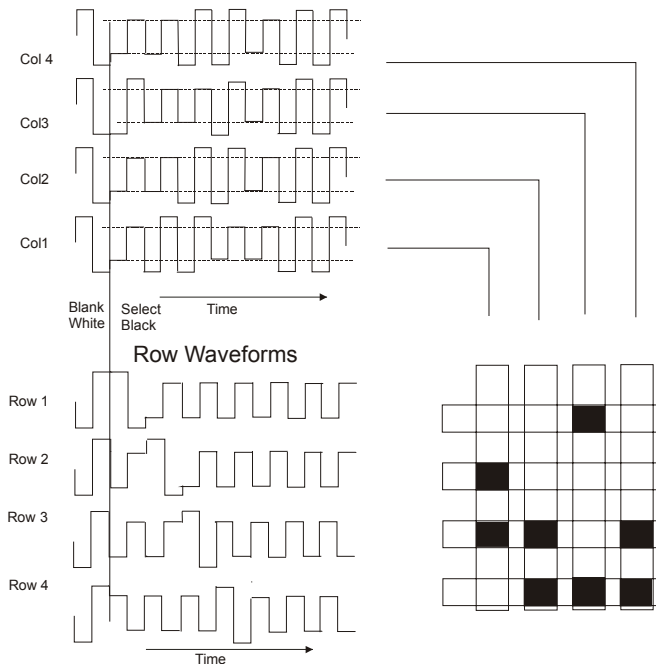 Col 4
Col3
Col2
Col1
Blank
White
Select
Black
Time
Row Waveforms
Row 1
Row 2
Row 3
Row 4
Time